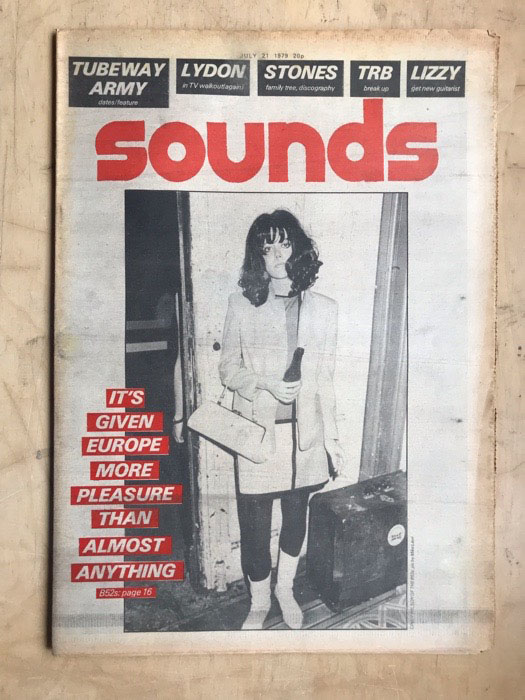 JULY 21 1979 20p
TUBEWAY
ARMY
dates/feature
LYDON
in TV walkout(again)
STONES
family tree, discography
TRB
break up
LIZZY
get new guitarist
sounds
IT'S
GIVEN
EUROPE
MORE
PLEASURE
THAN
ALMOST
ANYTHING
B52s: page 16